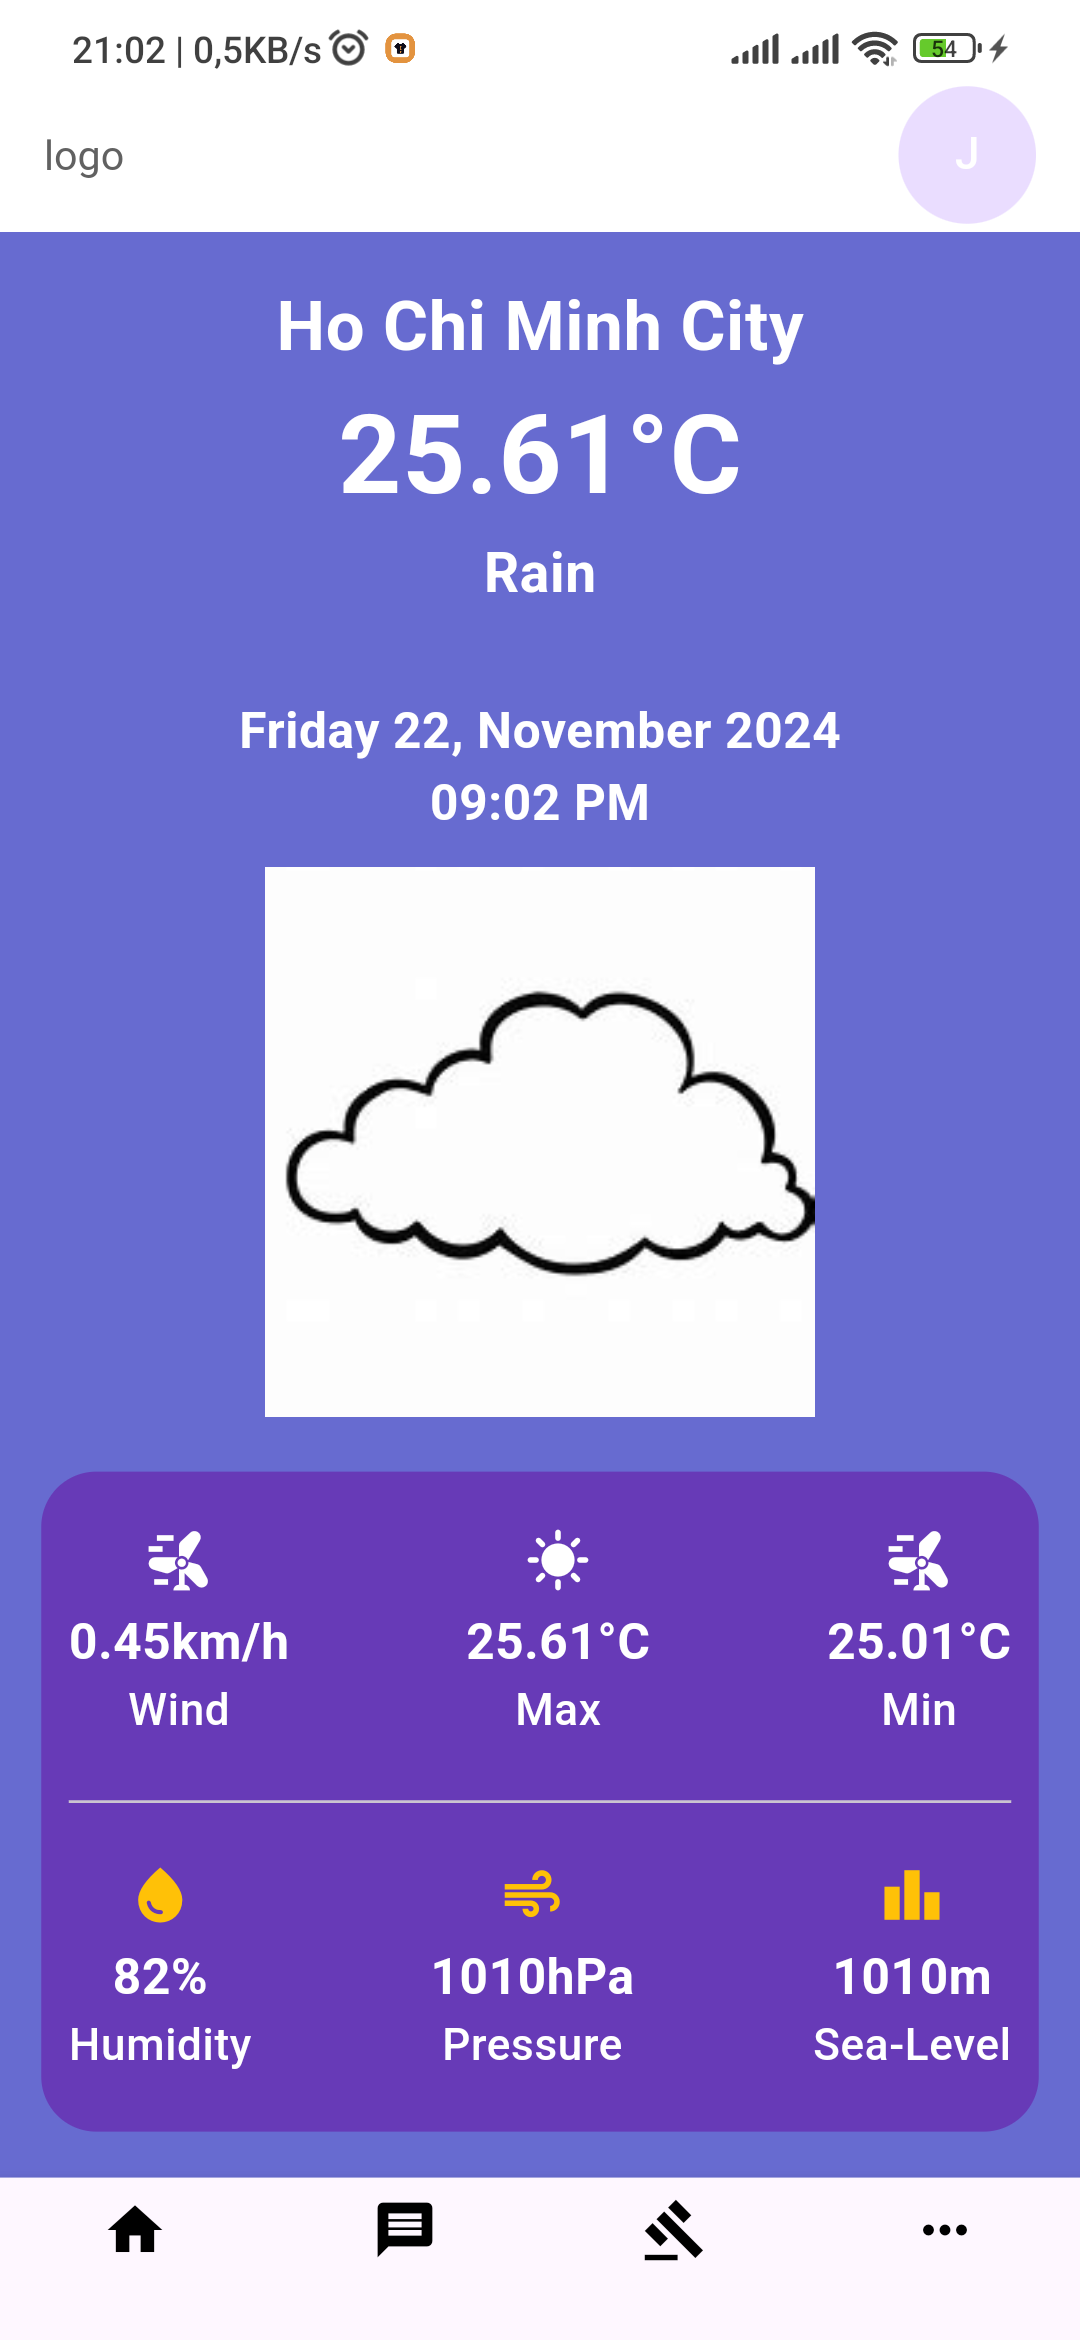 21:02 | 0,5KB/s
54
logo
J
Ho Chi Minh City
25.61°C
Rain
Friday 22, November 2024
09:02 PM
0.45km/h 25.61°C 25.01°C
Wind Max Min
82% 1010hPa 1010m
Humidity Pressure Sea-Level